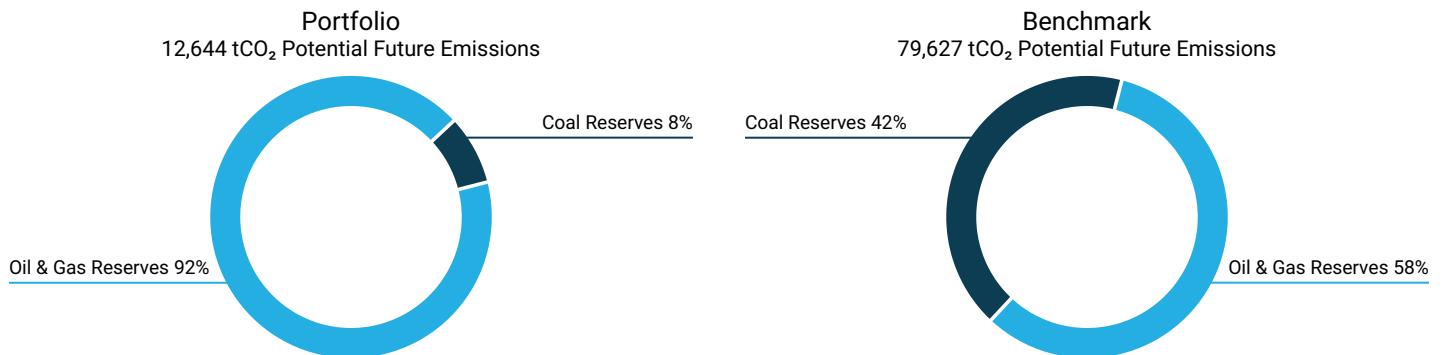 Portfolio
12,644 tCO₂ Potential Future Emissions
Coal Reserves 8%
Oil & Gas Reserves 92%
Benchmark
79,627 tCO₂ Potential Future Emissions
Coal Reserves 42%
Oil & Gas Reserves 58%